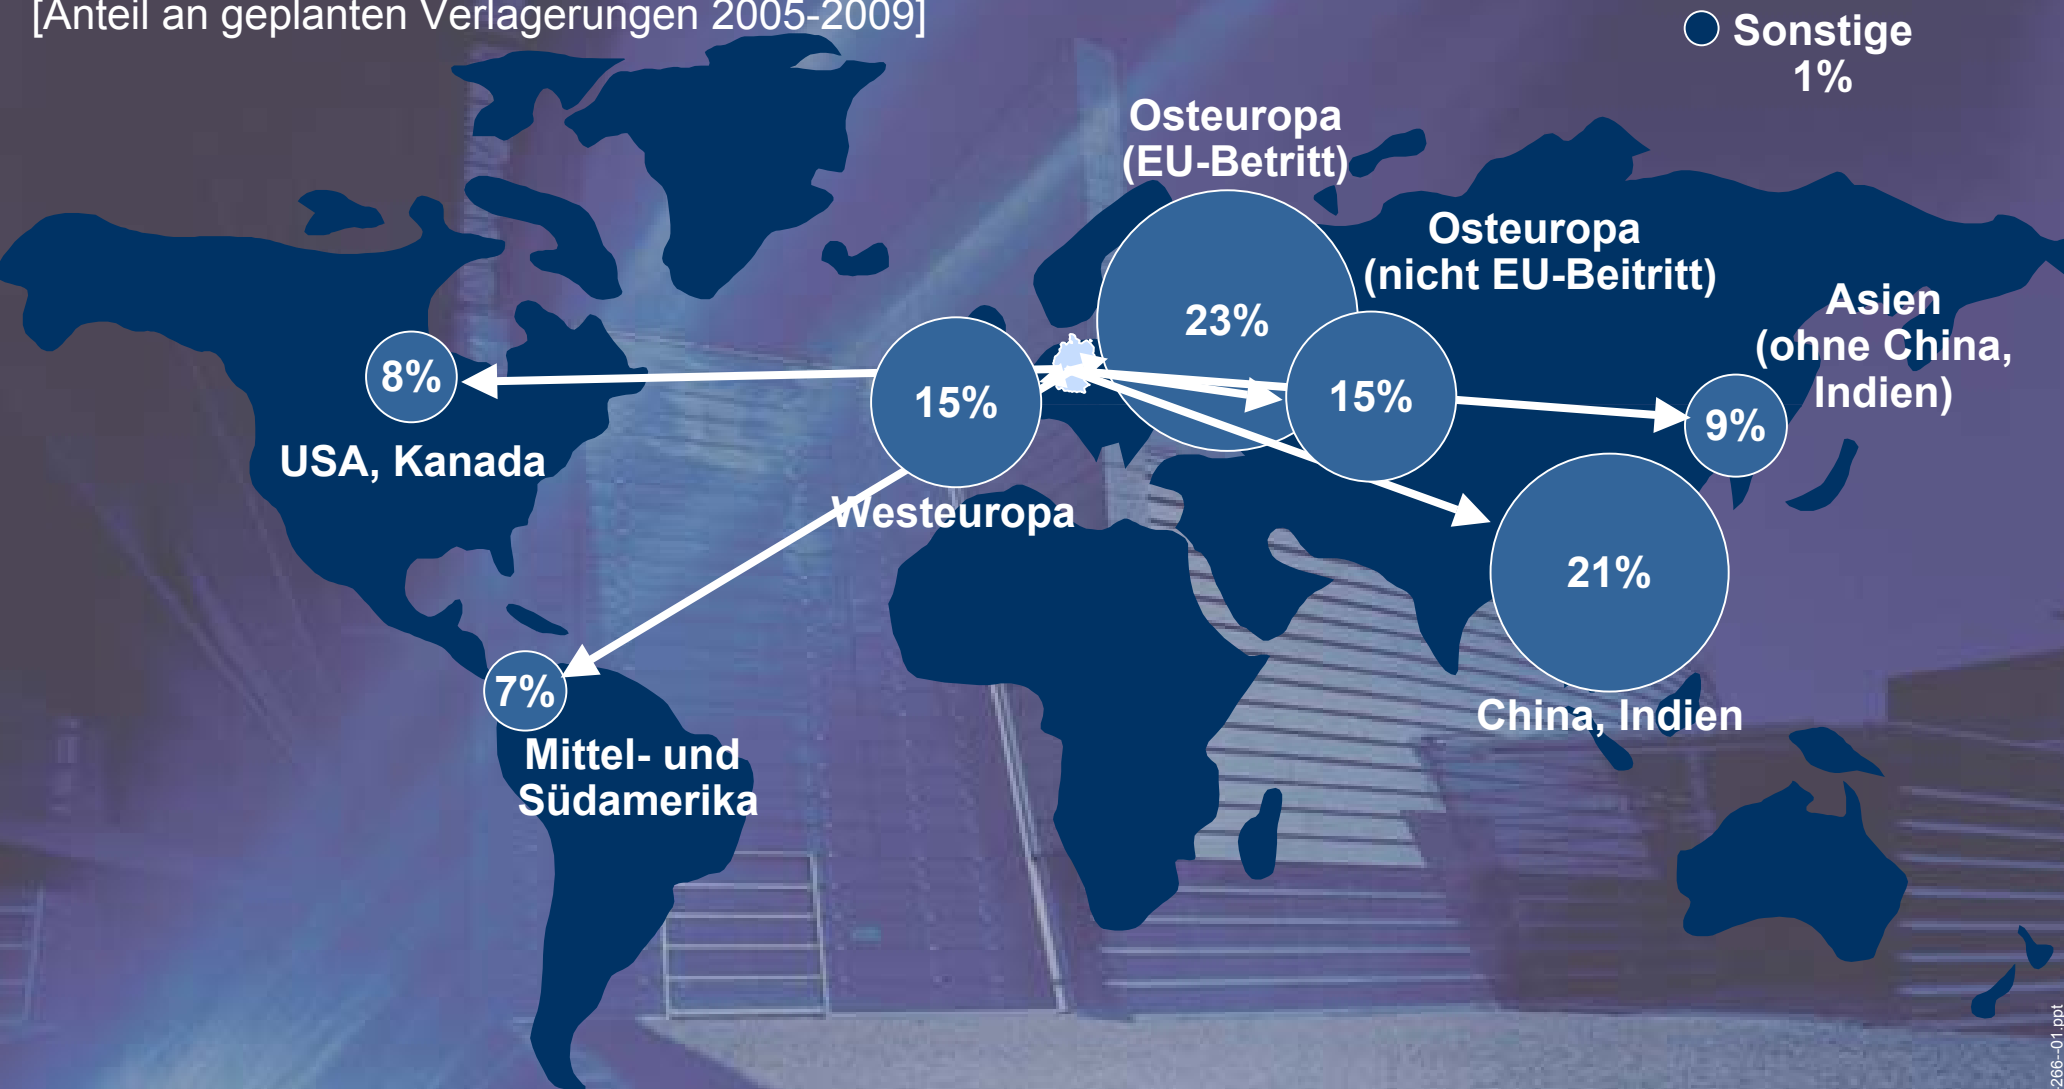 [Anteil an geplanten Verlagerungen 2005-2009]
Sonstige
1%
Osteuropa
(EU-Betritt)
23%
Osteuropa
(nicht EU-Beitritt)
15%
Asien
(ohne China,
Indien)
9%
8%
USA, Kanada
15%
Westeuropa
21%
China, Indien
7%
Mittel- und
Südamerika
266--01.ppt